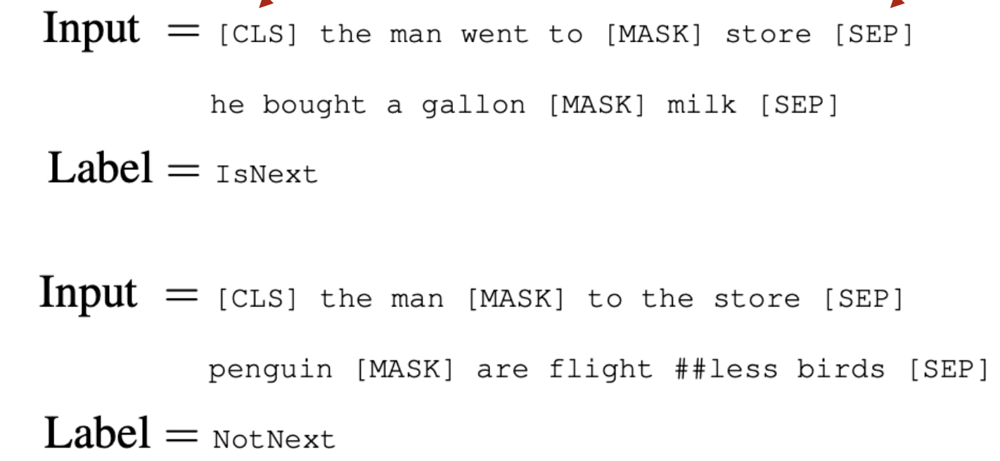 Input = [CLS] the man went to [MASK] store [SEP]
he bought a gallon [MASK] milk [SEP]
Label = IsNext
Input = [CLS] the man [MASK] to the store [SEP]
penguin [MASK] are flight ##less birds [SEP]
Label = NotNext